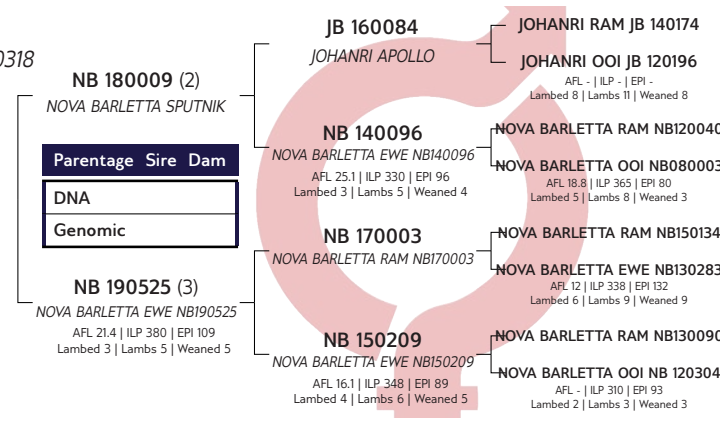 0318
NB 180009 (2)
NOVA BARLETTA SPUTNIK
Parentage Sire Dam
DNA
Genomic
NB 190525 (3)
NOVA BARLETTA EWE NB190525
AFL 21.4 | ILP 380 | EPI 109
Lambed 3 | Lambs 5 | Weaned 5
JB 160084
JOHANRI APOLLO
NB 140096
NOVA BARLETTA EWE NB140096
AFL 25.1 | ILP 330 | EPI 96
Lambed 3 | Lambs 5 | Weaned 4
NB 170003
NOVA BARLETTA RAM NB170003
NB 150209
NOVA BARLETTA EWE NB150209
AFL 16.1 | ILP 348 | EPI 89
Lambed 4 | Lambs 6 | Weaned 5
JOHANRI RAM JB 140174
JOHANRI OOI JB 120196
AFL - | ILP - | EPI -
Lambed 8 | Lambs 11 | Weaned 8
NOVA BARLETTA RAM NB120040
NOVA BARLETTA OOI NB080003
AFL 18.8 | ILP 365 | EPI 80
Lambed 5 | Lambs 8 | Weaned 3
NOVA BARLETTA RAM NB150134
NOVA BARLETTA EWE NB130283
AFL 12 | ILP 338 | EPI 132
Lambed 6 | Lambs 9 | Weaned 9
NOVA BARLETTA RAM NB130090
NOVA BARLETTA OOI NB 120304
AFL - | ILP 310 | EPI 93
Lambed 2 | Lambs 3 | Weaned 3